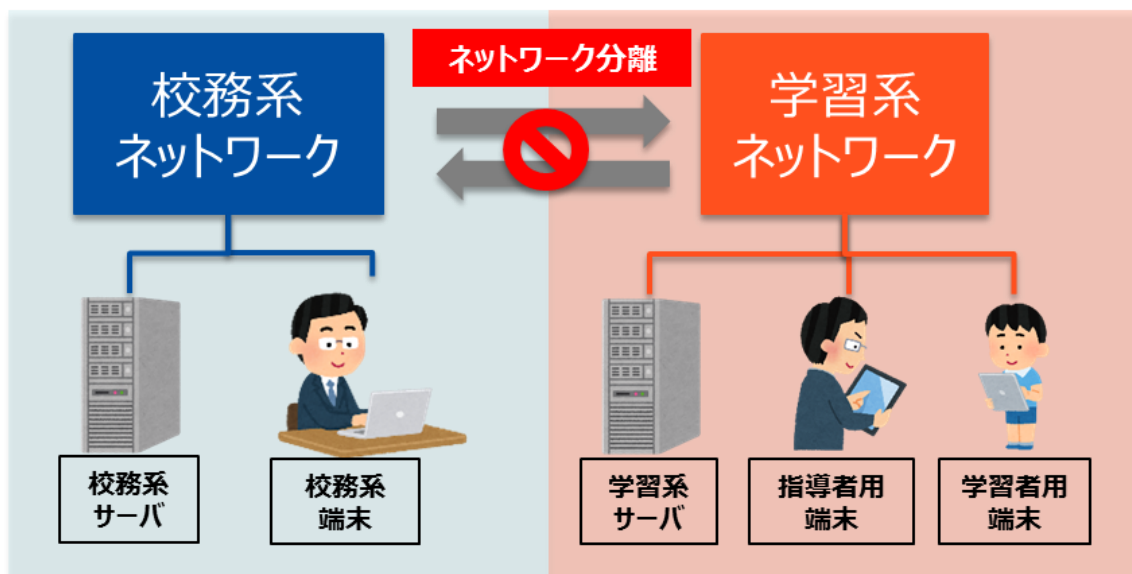 ネットワーク分離
校務系
ネットワーク
学習系
ネットワーク
校務系
サーバ
校務系
端末
学習系
サーバ
指導者用
端末
学習者用
端末